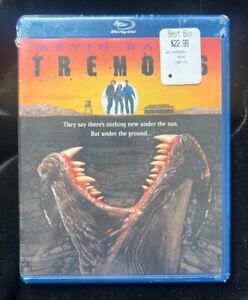 Blu-ray Disc
Best Buy
$22.99
KEVIN BA
TREMO S
They say there's nothing new under the sun.
But under the ground...